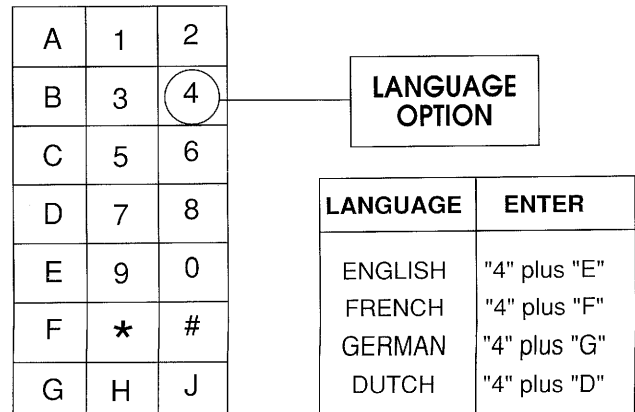 A 1 2
B 3 4
C 5 6
D 7 8
E 9 0
F * #
G H J
LANGUAGE
OPTION
LANGUAGE ENTER
ENGLISH "4" plus "E"
FRENCH "4" plus "F"
GERMAN "4" plus "G"
DUTCH "4" plus "D"